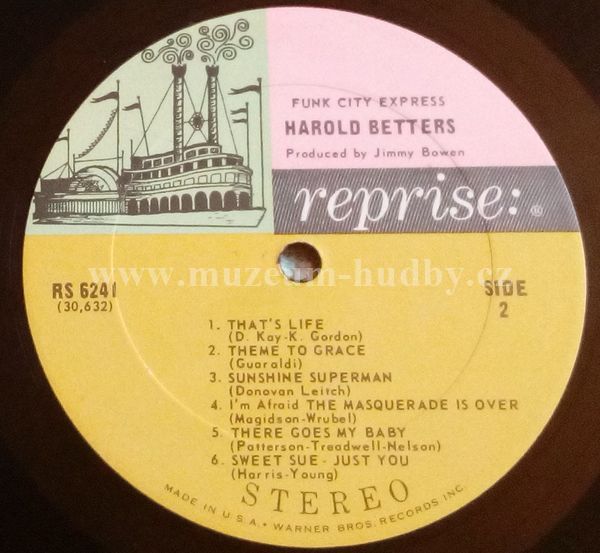 FUNK CITY EXPRESS
HAROLD BETTERS
Produced by Jimmy Bowen
reprise:®
www.muzeum-hudby.cz
RS 6241
(30,632)
SIDE
2
1. THAT'S LIFE
(D. Kay-K. Gordon)
2. THEME TO GRACE
(Guaraldi)
3. SUNSHINE SUPERMAN
(Donovan Leitch)
4. I'm Afraid THE MASQUERADE IS OVER
(Magidson-Wrubel)
5. THERE GOES MY BABY
(Patterson-Treadwell-Nelson)
6. SWEET SUE - JUST YOU
(Harris-Young)
STEREO
MADE IN U.S.A. • WARNER BROS. RECORDS INC.